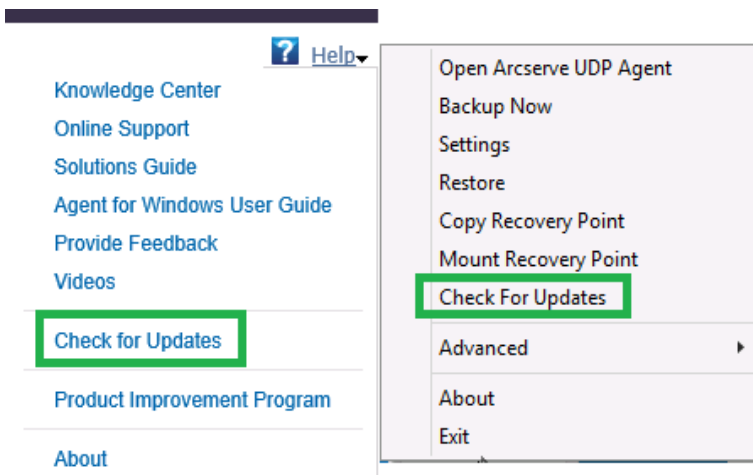 ? Help
Knowledge Center
Online Support
Solutions Guide
Agent for Windows User Guide
Provide Feedback
Videos
Check for Updates
Product Improvement Program
About
Open Arcserve UDP Agent
Backup Now
Settings
Restore
Copy Recovery Point
Mount Recovery Point
Check For Updates
Advanced
About
Exit